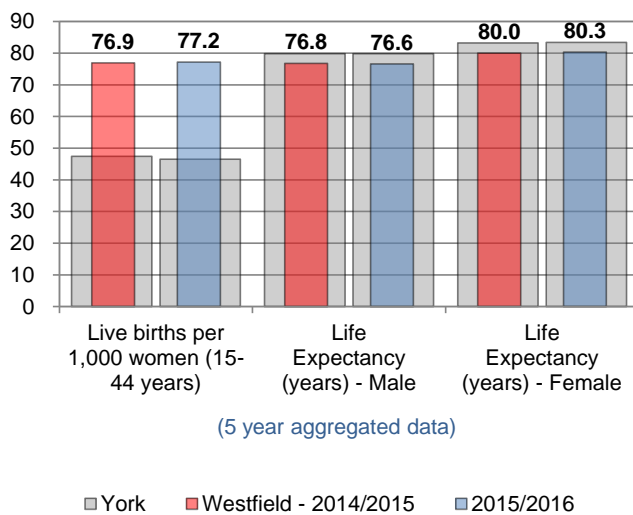 90
80
70
60
50
40
30
20
10
0
76.9 77.2 76.8 76.6 80.0 80.3
Live births per
1,000 women (15-
44 years)
Life
Expectancy
(years) - Male
Life
Expectancy
(years) - Female
(5 year aggregated data)
York Westfield - 2014/2015 2015/2016